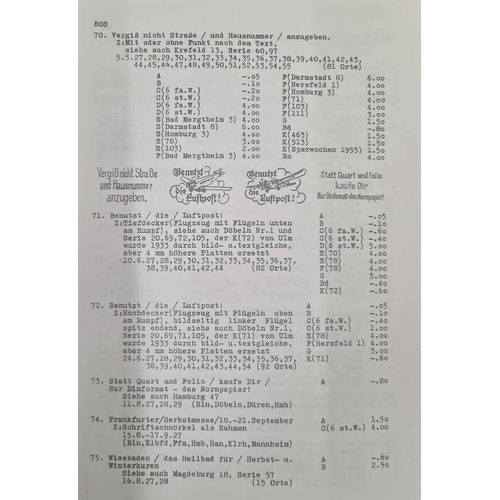 808
70. Vergiß nicht Straße / und Hausnummer / anzugeben.
Z:Mit oder ohne Punkt nach dem Text,
siehe auch Krefeld 13, Serie 60,97
5.5.27,28,29,30,31,32,33,34,35,36,37,38,39,40,41,42,43,
44,45,46,47,48,49,50,51,52,53,54,55 (81 Orte)
A -.05 F(Darmstadt 8) 6.00
B -.10 F(Hersfeld 1) 4.00
C(6 fa.W.) -.20 F(Homburg 3) 4.00
C(6 st.W.) -.20 F(71) 4.00
D(6 fa.W.) 4.00 F(103) 4.00
D(6 st.W.) 4.00 F(111) 3.00
E(Bad Mergtheim 3) 4.00 G 1.50
E(Darmstadt 8) 6.00 Bd -.80
E(Homburg 3) 4.00 K(463) 1.50
E(78) 3.00 K(513) 1.50
E(103) 2.00 K(Sparwochen 1955) 1.50
F(Bad Mergtheim 3) 4.00 Ro 4.00
Vergiß nicht Straße
und Hausnummer
anzugeben.
Benutzt
die
Luftpost!
Benutzt
die
Luftpost!
Statt Quart und Folio
kaufe Dir
Nur Dinformat-das Normpapier!
71. Benutzt / die / Luftpost:
Z:Tiefdecker(Flugzeug mit Flügeln unten
am Rumpf), siehe auch Döbeln Nr.1 und
Serie 20,69,72,105, der K(72) von Ulm
wurde 1933 durch bild- u.textgleiche,
aber 4 mm höhere Platten ersetzt
10.6.27,28,29,30,31,32,33,34,35,36,37,
38,39,40,41,42,44 (82 Orte)
A -.05
B -.10
C(6 fa.W.) -.60
C(6 st.W.) -.40
D(6 st.W.) 5.00
E(70) 4.00
E(78) 4.00
F(78) 4.00
G 5.00
Bd -.40
K(72) -.60
72. Benutzt / die / Luftpost:
Z:Hochdecker(Flugzeug mit Flügeln oben
am Rumpf), bildseitig linker Flügel
spitz endend, siehe auch Döbeln Nr.1,
Serie 20,69,71,105, der K(71) von Ulm
wurde 1933 durch bild- u.textgleiche,
aber 4 mm höhere Platten ersetzt
24.6.27,28,29,30,31,32,33,34,35,36,37,
38,39,40,41,42,43,44,54 (92 Orte)
A -.05
B -.10
C(6 fa.W.) -.40
C(6 st.W.) -.40
E(78) 4.00
F(Hersfeld 1) 4.00
G 3.00
K(71) -.60
73. Statt Quart und Folio / kaufe Dir /
Nur Dinformat - das Normpapier!
Siehe auch Hamburg 47
11.8.27,28,29 (Bln,Döbeln,Düren,Hmb)
A -.80
74. Frankfurter/Herbstmesse/18.-21.September
Z:Schriftschnörkel als Rahmen
15.8.-17.9.27
(Bln,Elbfd,Ffm,Hmb,Han,Klrh,Mannheim)
A 1.50
C(6 st.W.) 4.00
75. Wiesbaden / das Heilbad für / Herbst- u.
Winterkuren
Siehe auch Magdeburg 18, Serie 57
16.8.27,28 (15 Orte)
A -.60
B 2.50